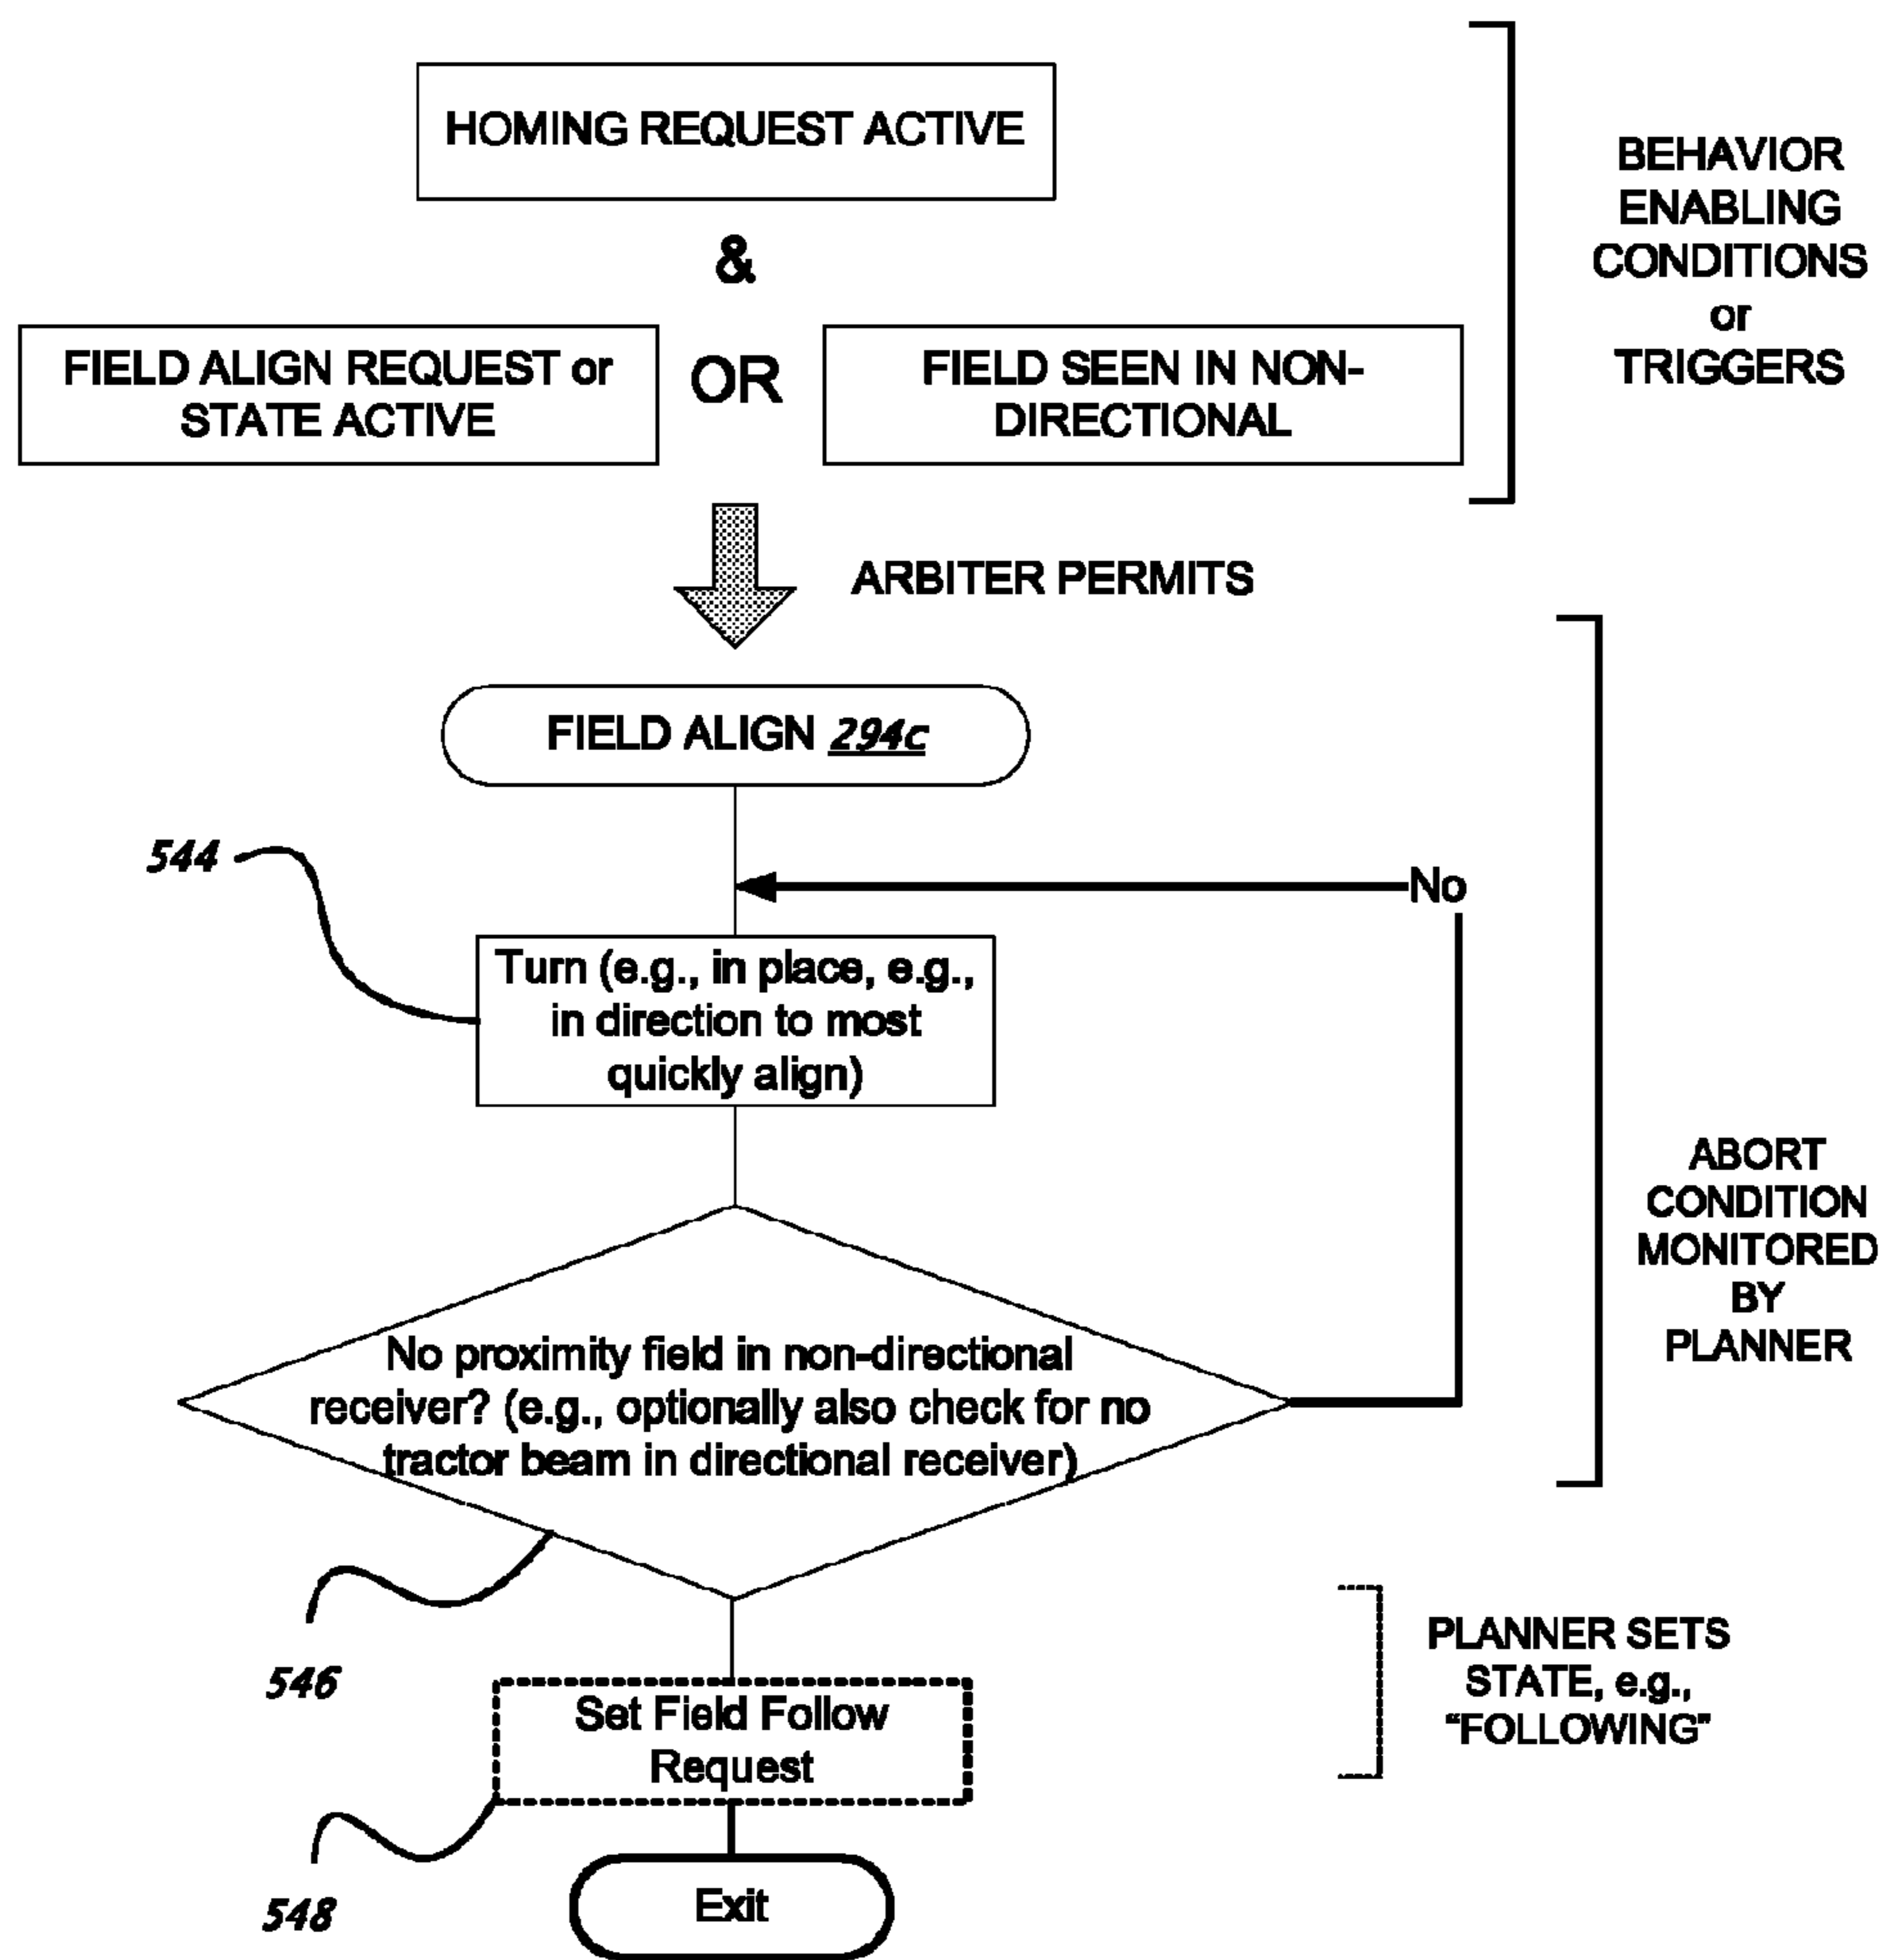 HOMING REQUEST ACTIVE
&
FIELD ALIGN REQUEST or
STATE ACTIVE
OR
FIELD SEEN IN NON-
DIRECTIONAL
BEHAVIOR
ENABLING
CONDITIONS
or
TRIGGERS
ARBITER PERMITS
FIELD ALIGN 294c
544
No
Turn (e.g., in place, e.g.,
in direction to most
quickly align)
ABORT
CONDITION
MONITORED
BY
PLANNER
No proximity field in non-directional
receiver? (e.g., optionally also check for no
tractor beam in directional receiver)
546
Set Field Follow
Request
PLANNER SETS
STATE, e.g.,
“FOLLOWING”
548
Exit